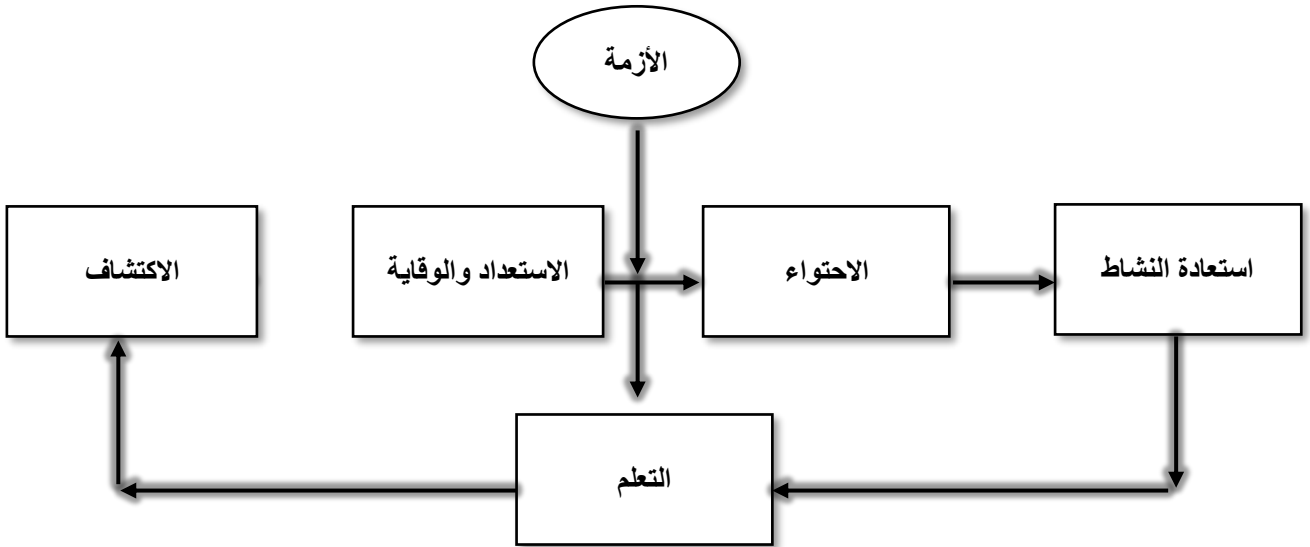 الأزمة
الاكتشاف
الاستعداد والوقاية
الاحتواء
استعادة النشاط
التعلم